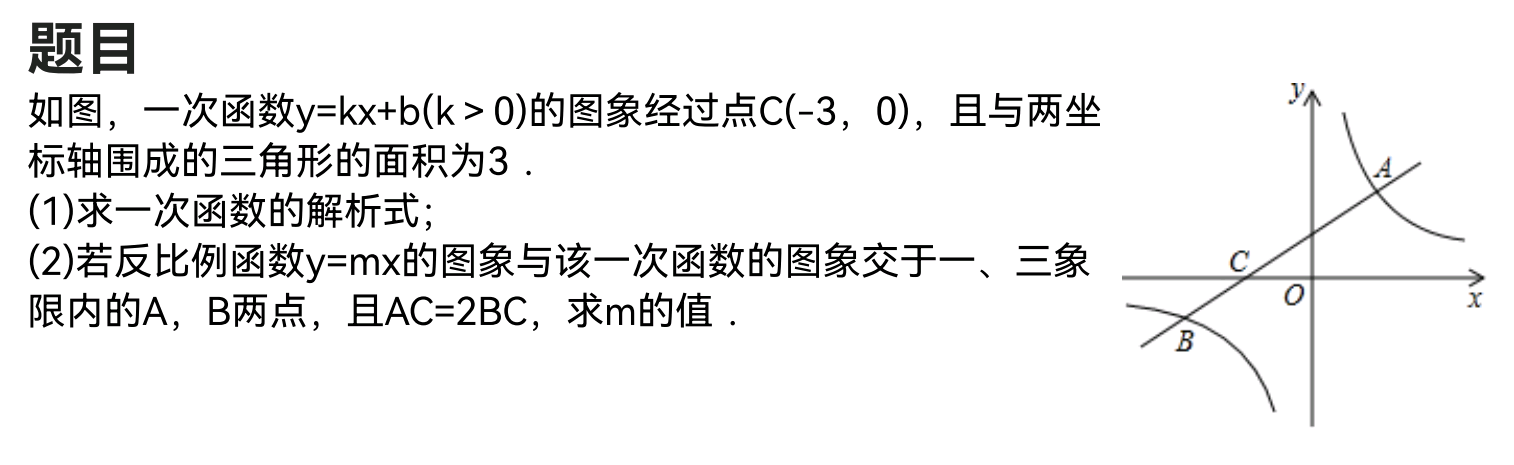 题目
如图，一次函数y=kx+b(k＞0)的图象经过点C(-3，0)，且与两坐
标轴围成的三角形的面积为3．
(1)求一次函数的解析式；
(2)若反比例函数y=mx的图象与该一次函数的图象交于一、三象
限内的A，B两点，且AC=2BC，求m的值．
y
A
C
O
x
B